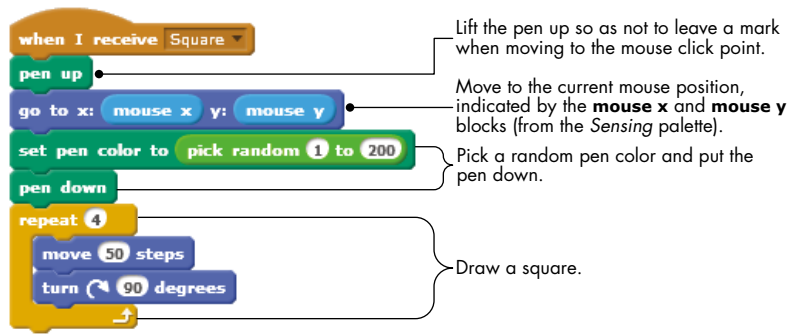 when I receive Square
pen up
go to x: mouse x y: mouse y
set pen color to pick random 1 to 200
pen down
repeat 4
move 50 steps
turn 90 degrees
Lift the pen up so as not to leave a mark
when moving to the mouse click point.
Move to the current mouse position,
indicated by the mouse x and mouse y
blocks (from the Sensing palette).
Pick a random pen color and put the
pen down.
Draw a square.